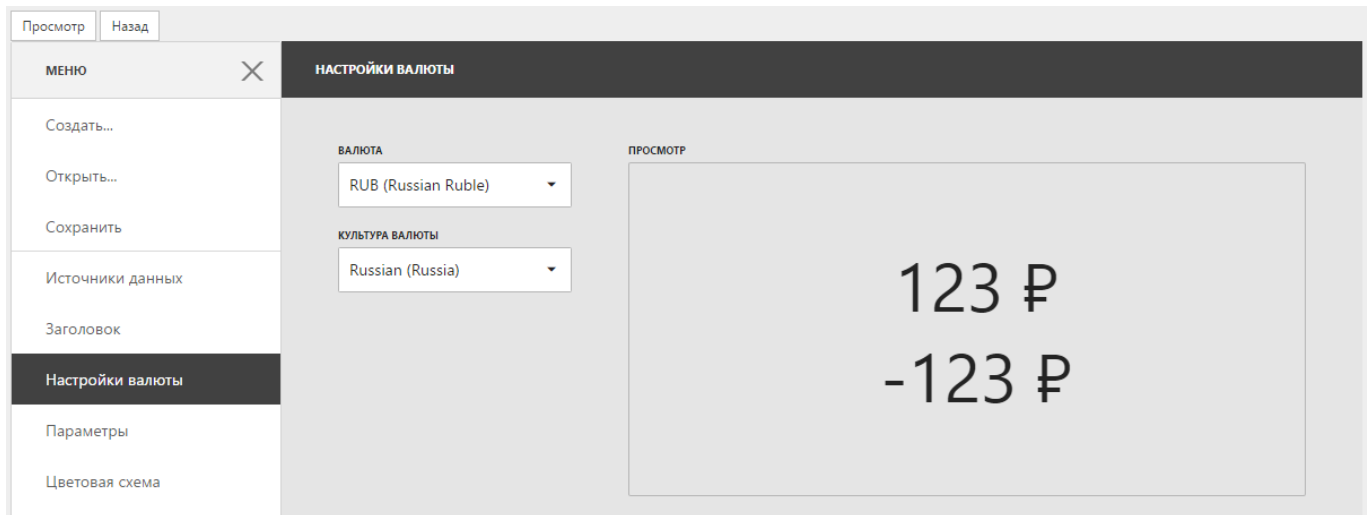 Просмотр Назад
МЕНЮ
НАСТРОЙКИ ВАЛЮТЫ
Создать...
Открыть...
Сохранить
Источники данных
Заголовок
Настройки валюты
Параметры
Цветовая схема
ВАЛЮТА
RUB (Russian Ruble)
КУЛЬТУРА ВАЛЮТЫ
Russian (Russia)
ПРОСМОТР
123 ₽
-123 ₽